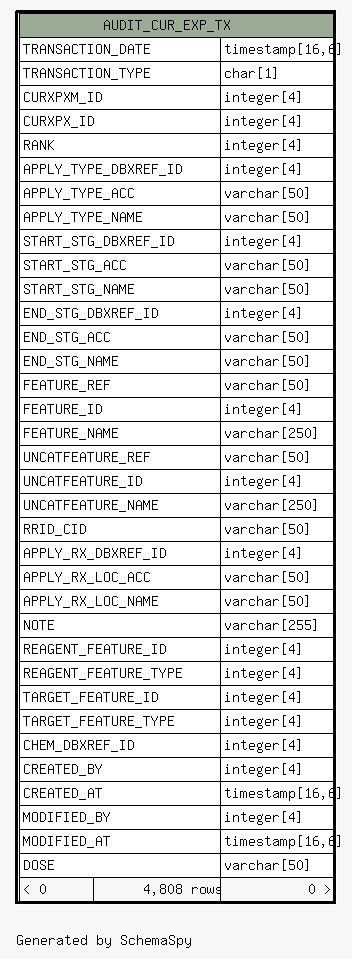 AUDIT_CUR_EXP_TX
TRANSACTION_DATE timestamp[16,6]
TRANSACTION_TYPE char[1]
CURXPXM_ID integer[4]
CURXPX_ID integer[4]
RANK integer[4]
APPLY_TYPE_DBXREF_ID integer[4]
APPLY_TYPE_ACC varchar[50]
APPLY_TYPE_NAME varchar[50]
START_STG_DBXREF_ID integer[4]
START_STG_ACC varchar[50]
START_STG_NAME varchar[50]
END_STG_DBXREF_ID integer[4]
END_STG_ACC varchar[50]
END_STG_NAME varchar[50]
FEATURE_REF varchar[50]
FEATURE_ID integer[4]
FEATURE_NAME varchar[250]
UNCATFEATURE_REF varchar[50]
UNCATFEATURE_ID integer[4]
UNCATFEATURE_NAME varchar[250]
RRID_CID varchar[50]
APPLY_RX_DBXREF_ID integer[4]
APPLY_RX_LOC_ACC varchar[50]
APPLY_RX_LOC_NAME varchar[50]
NOTE varchar[255]
REAGENT_FEATURE_ID integer[4]
REAGENT_FEATURE_TYPE integer[4]
TARGET_FEATURE_ID integer[4]
TARGET_FEATURE_TYPE integer[4]
CHEM_DBXREF_ID integer[4]
CREATED_BY integer[4]
CREATED_AT timestamp[16,6]
MODIFIED_BY integer[4]
MODIFIED_AT timestamp[16,6]
DOSE varchar[50]
< 0 4,808 rows 0 >
Generated by SchemaSpy